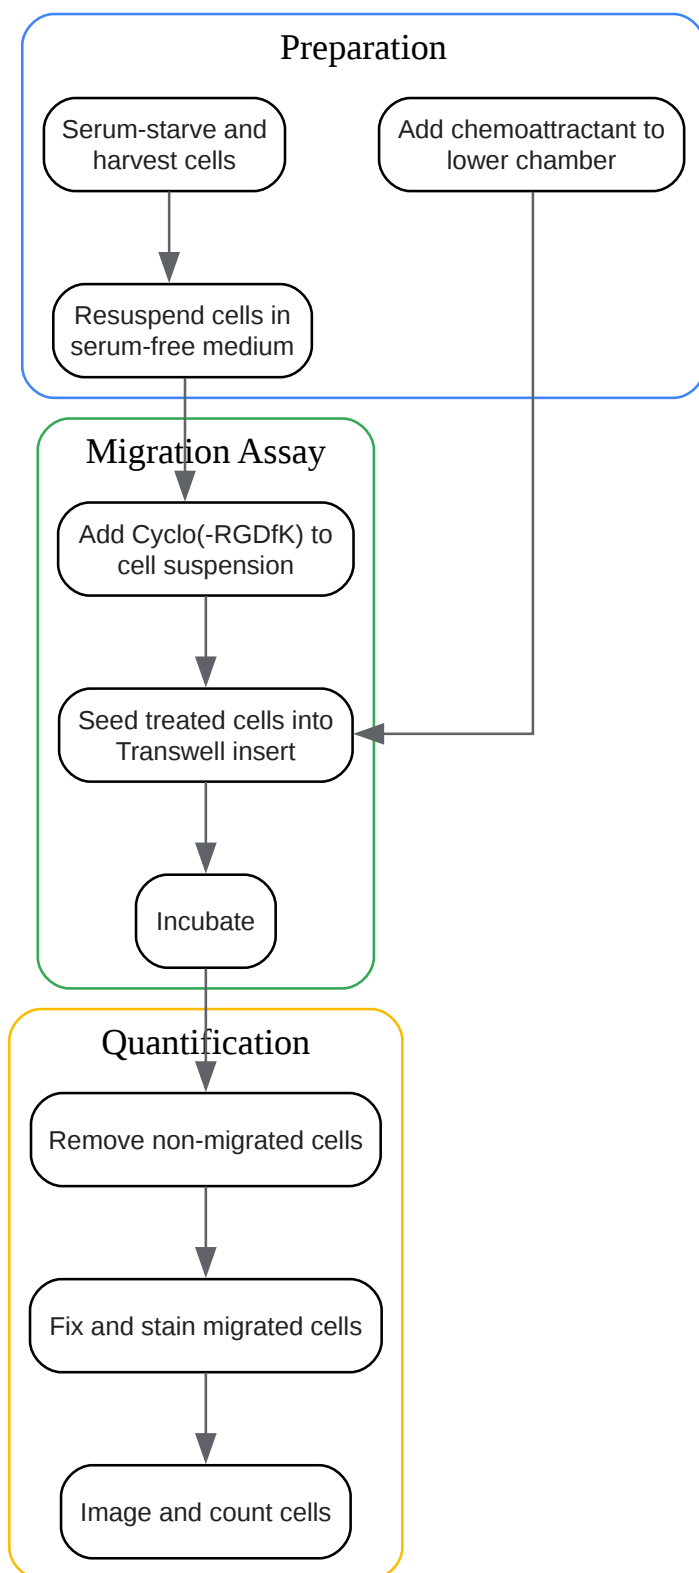 Preparation
Serum-starve and
harvest cells
Add chemoattractant to
lower chamber
Resuspend cells in
serum-free medium
Migration Assay
Add Cyclo(-RGDfK) to
cell suspension
Seed treated cells into
Transwell insert
Incubate
Quantification
Remove non-migrated cells
Fix and stain migrated cells
Image and count cells